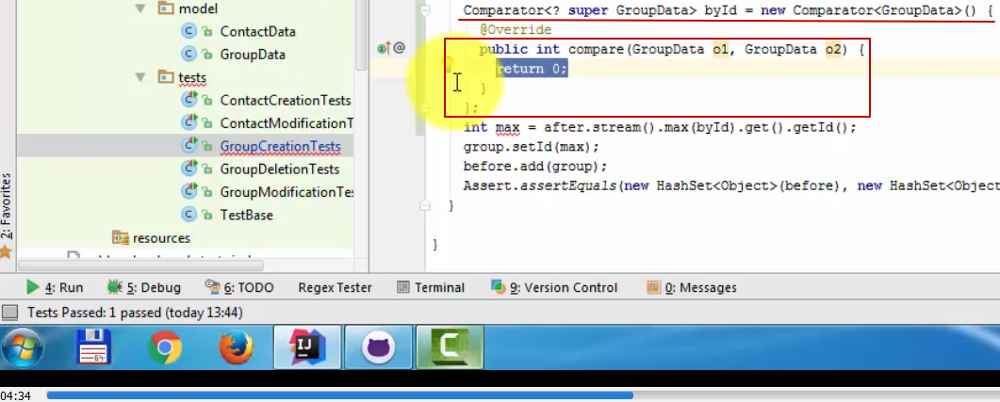 model
ContactData
GroupData
tests
ContactCreationTests
ContactModificationT
GroupCreationTests
GroupDeletionTests
GroupModificationTes
TestBase
resources
2: Favorites
Comparator<? super GroupData> byId = new Comparator<GroupData>() {
@Override
public int compare(GroupData o1, GroupData o2) {
return 0;
}
};
int max = after.stream().max(byId).get().getId();
group.setId(max);
before.add(group);
Assert.assertEquals(new HashSet<Object>(before), new HashSet<Object
}
}
4: Run 5: Debug 6: TODO Regex Tester Terminal 9: Version Control 0: Messages
Tests Passed: 1 passed (today 13:44)
64
IJ
C
04:34